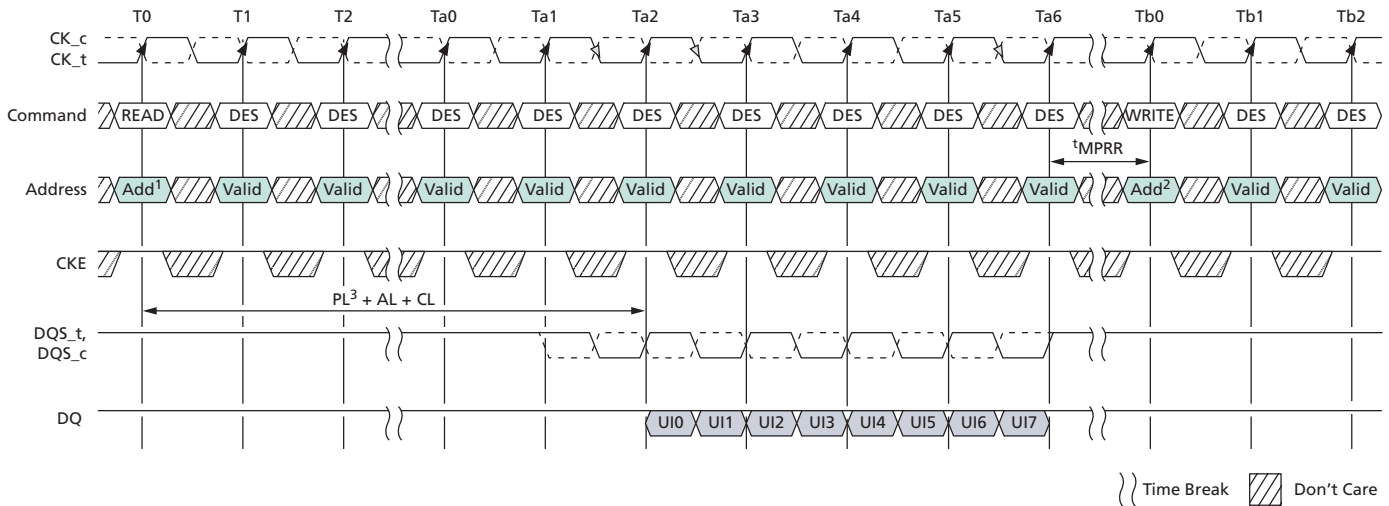 T0 T1 T2 Ta0 Ta1 Ta2 Ta3 Ta4 Ta5 Ta6 Tb0 Tb1 Tb2
CK_c
CK_t
Command READ DES DES DES DES DES DES DES DES DES WRITE DES DES
tMPRR
Address Add1 Valid Valid Valid Valid Valid Valid Valid Valid Valid Add2 Valid Valid
CKE
PL3 + AL + CL
DQS_t,
DQS_c
DQ UI0 UI1 UI2 UI3 UI4 UI5 UI6 UI7
Time Break Don't Care